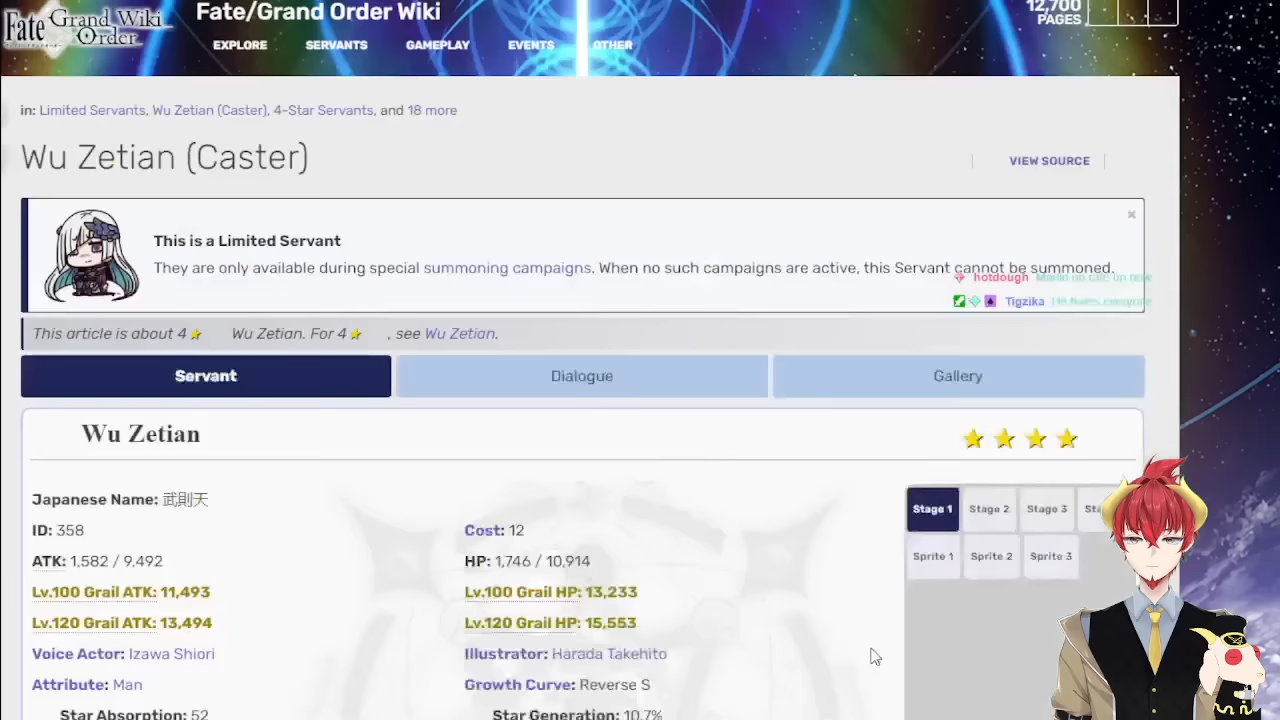 Fate Grand Order Wiki
Fate/Grand Order Wiki
12,700
PAGES
EXPLORE SERVANTS GAMEPLAY EVENTS OTHER
in: Limited Servants, Wu Zetian (Caster), 4-Star Servants, and 18 more
Wu Zetian (Caster)
VIEW SOURCE
This is a Limited Servant
They are only available during special summoning campaigns. When no such campaigns are active, this Servant cannot be summoned.
hotdough
Tigzika
This article is about 4★ Wu Zetian. For 4★ , see Wu Zetian.
Servant Dialogue Gallery
Wu Zetian
Japanese Name: 武則天
ID: 358 Cost: 12
ATK: 1,582 / 9,492 HP: 1,746 / 10,914
Lv.100 Grail ATK: 11,493 Lv.100 Grail HP: 13,233
Lv.120 Grail ATK: 13,494 Lv.120 Grail HP: 15,553
Voice Actor: Izawa Shiori Illustrator: Harada Takehito
Attribute: Man Growth Curve: Reverse S
Star Absorption: 52 Star Generation: 10.7%
Stage 1 Stage 2 Stage 3 Sta
Sprite 1 Sprite 2 Sprite 3